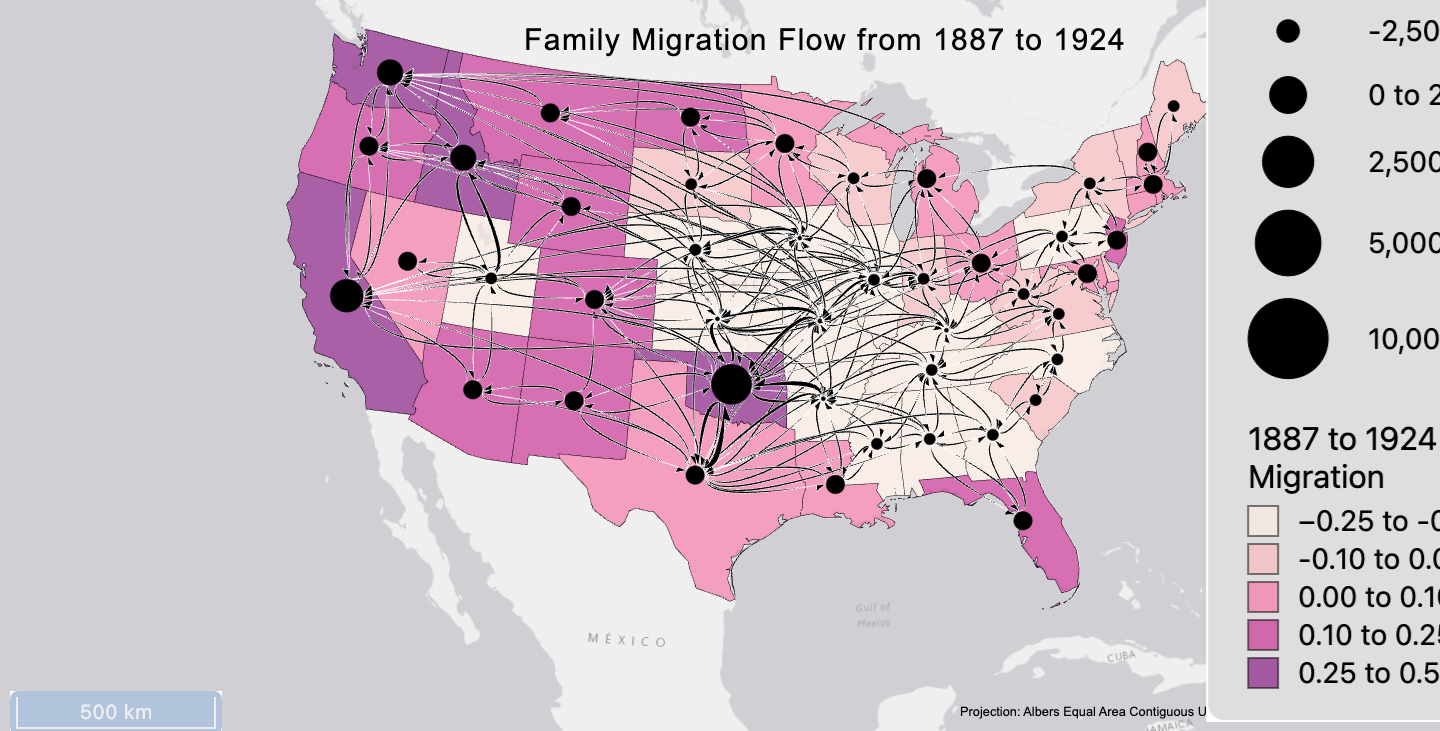 Family Migration Flow from 1887 to 1924
-2,50
0 to 2
2,500
5,000
10,00
1887 to 1924
Migration
−0.25 to -0
-0.10 to 0.0
0.00 to 0.10
0.10 to 0.25
0.25 to 0.5
Gulf of
Mexico
MÉXICO
CUBA
500 km
Projection: Albers Equal Area Contiguous U
JAMAICA